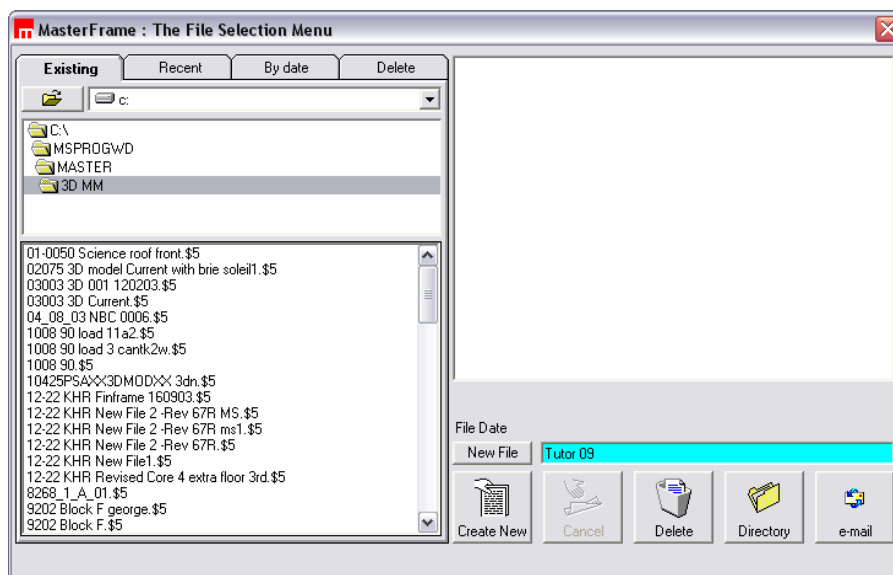 MasterFrame : The File Selection Menu
Existing Recent By date Delete
c:
C:\
MSPROGWD
MASTER
3D MM
01-0050 Science roof front.$5
02075 3D model Current with brie soleil1.$5
03003 3D 001 120203.$5
03003 3D Current.$5
04_08_03 NBC 0006.$5
1008 90 load 11a2.$5
1008 90 load 3 cantk2w.$5
1008 90.$5
10425PSAXX3DMODXX 3dn.$5
12-22 KHR Finframe 160903.$5
12-22 KHR New File 2 -Rev 67R MS.$5
12-22 KHR New File 2 -Rev 67R ms1.$5
12-22 KHR New File 2 -Rev 67R.$5
12-22 KHR New File1.$5
12-22 KHR Revised Core 4 extra floor 3rd.$5
8268_1_A_01.$5
9202 Block F george.$5
9202 Block F.$5
File Date
New File Tutor 09
Create New Cancel Delete Directory e-mail